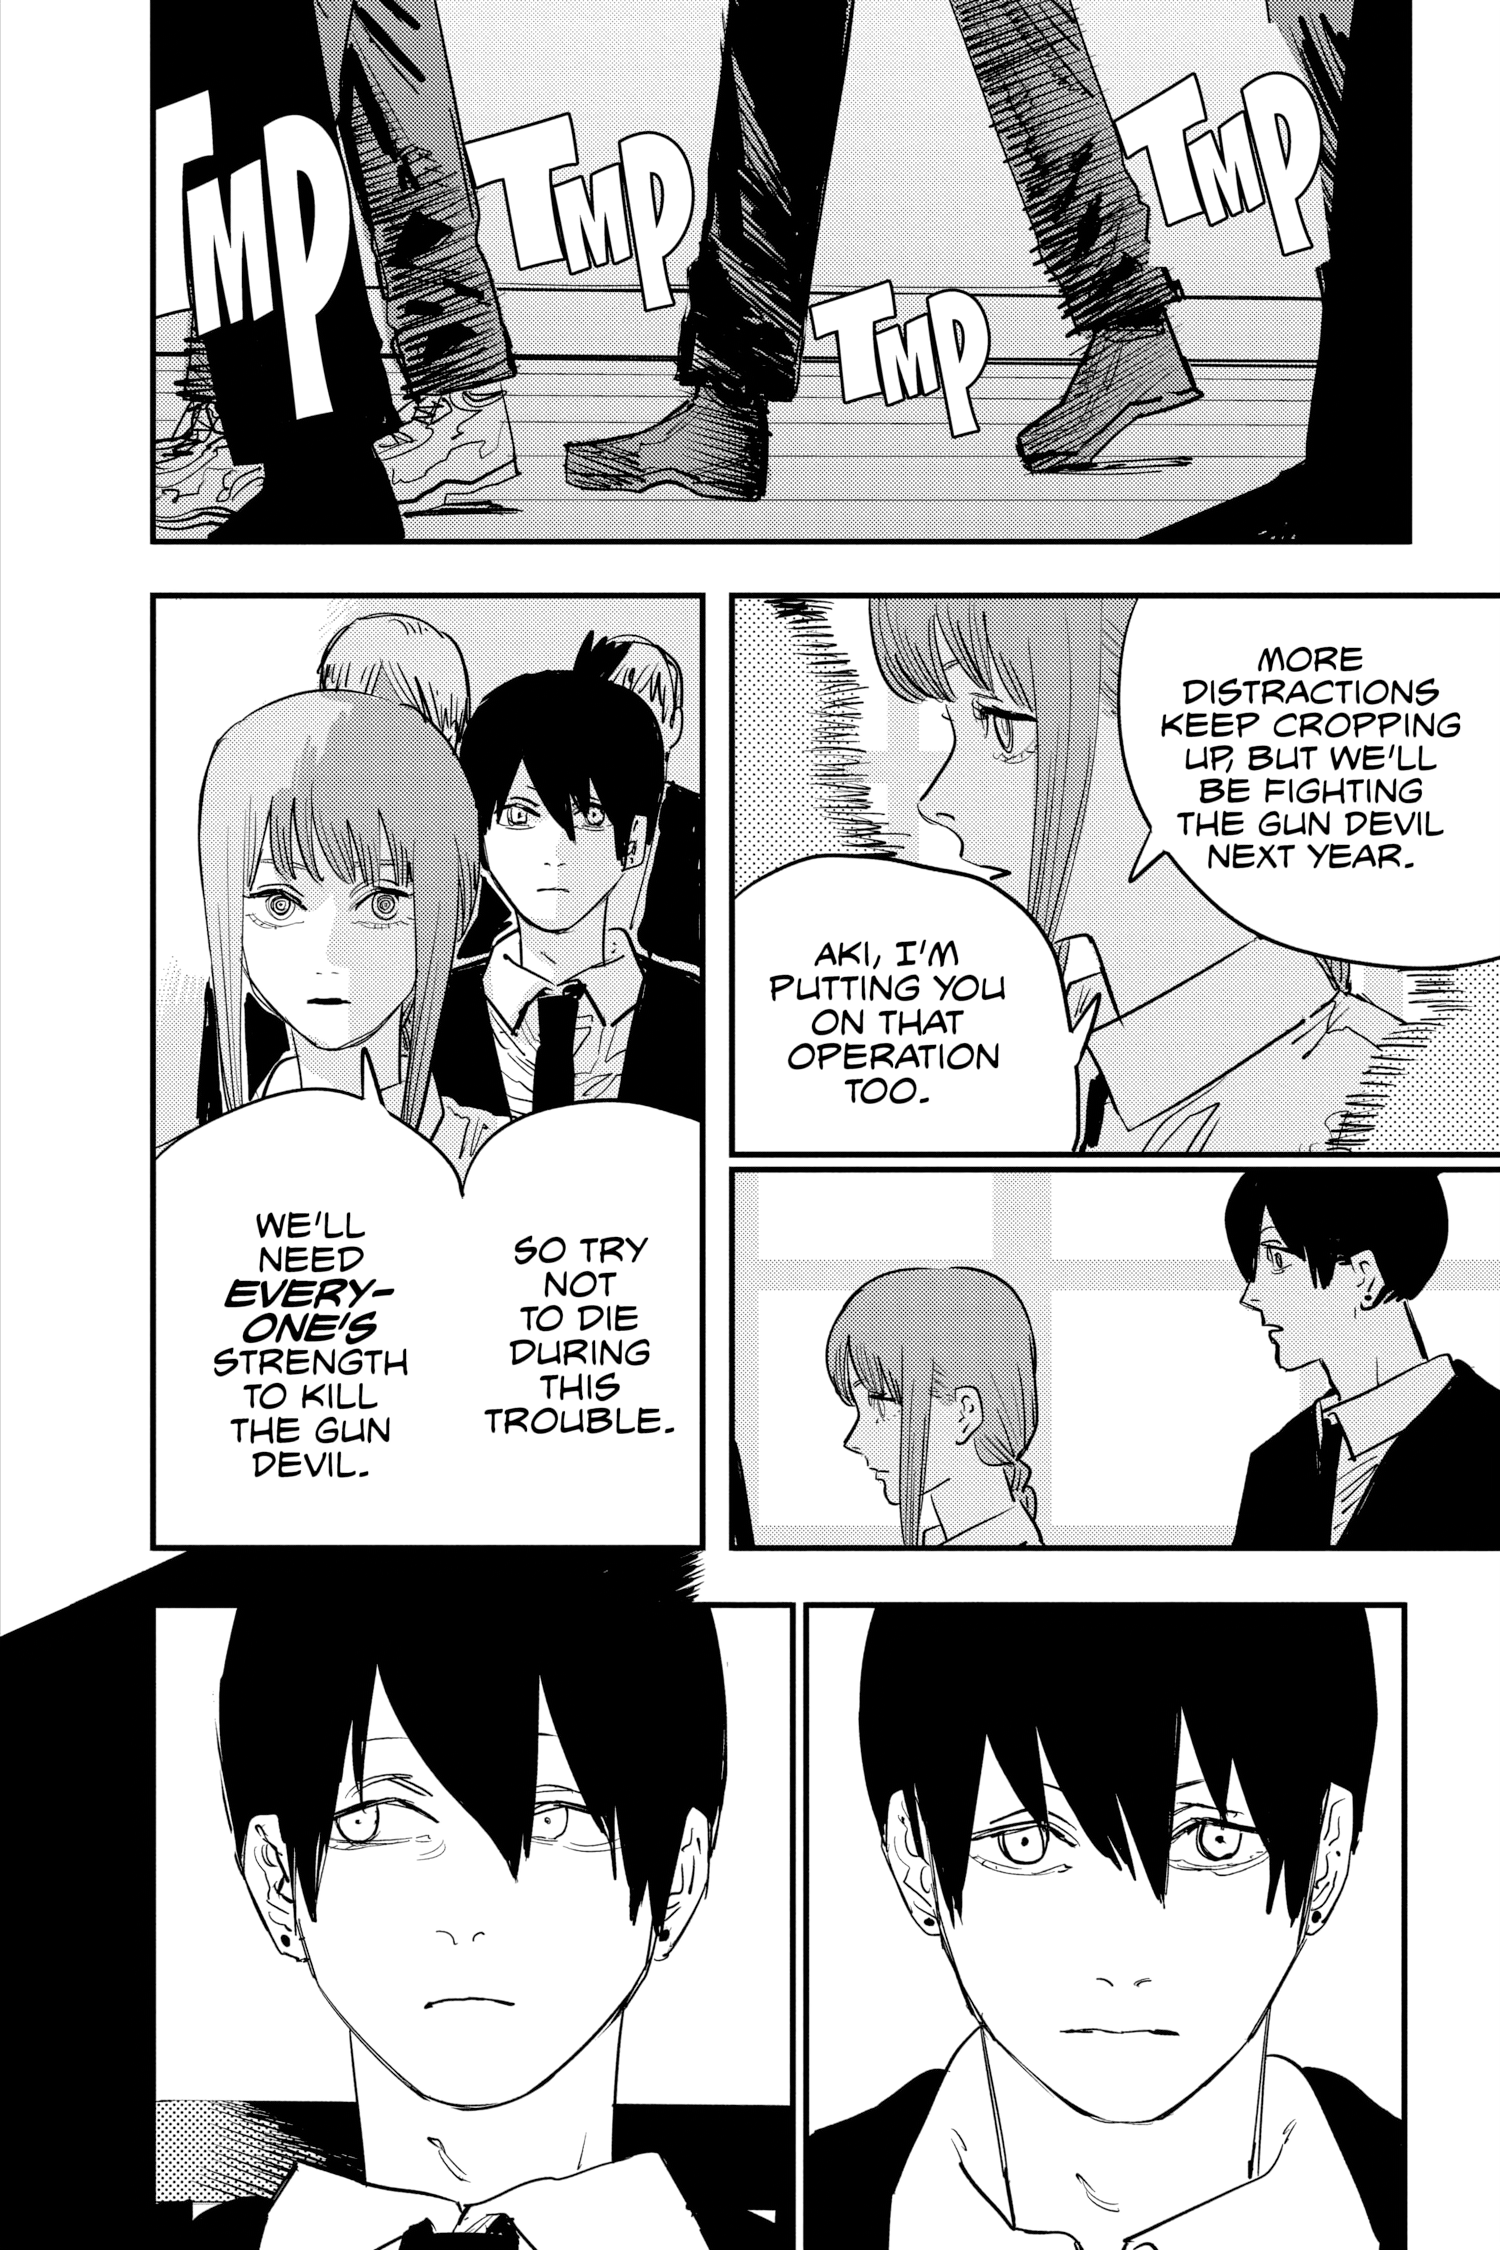 TMP
TMP
TMP
TMP
MORE
DISTRACTIONS
KEEP CROPPING
UP, BUT WE'LL
BE FIGHTING
THE GUN DEVIL
NEXT YEAR.
AKI, I'M
PUTTING YOU
ON THAT
OPERATION
TOO.
SO TRY
NOT
TO DIE
DURING
THIS
TROUBLE.
WE'LL
NEED
EVERY-
ONE'S
STRENGTH
TO KILL
THE GUN
DEVIL.